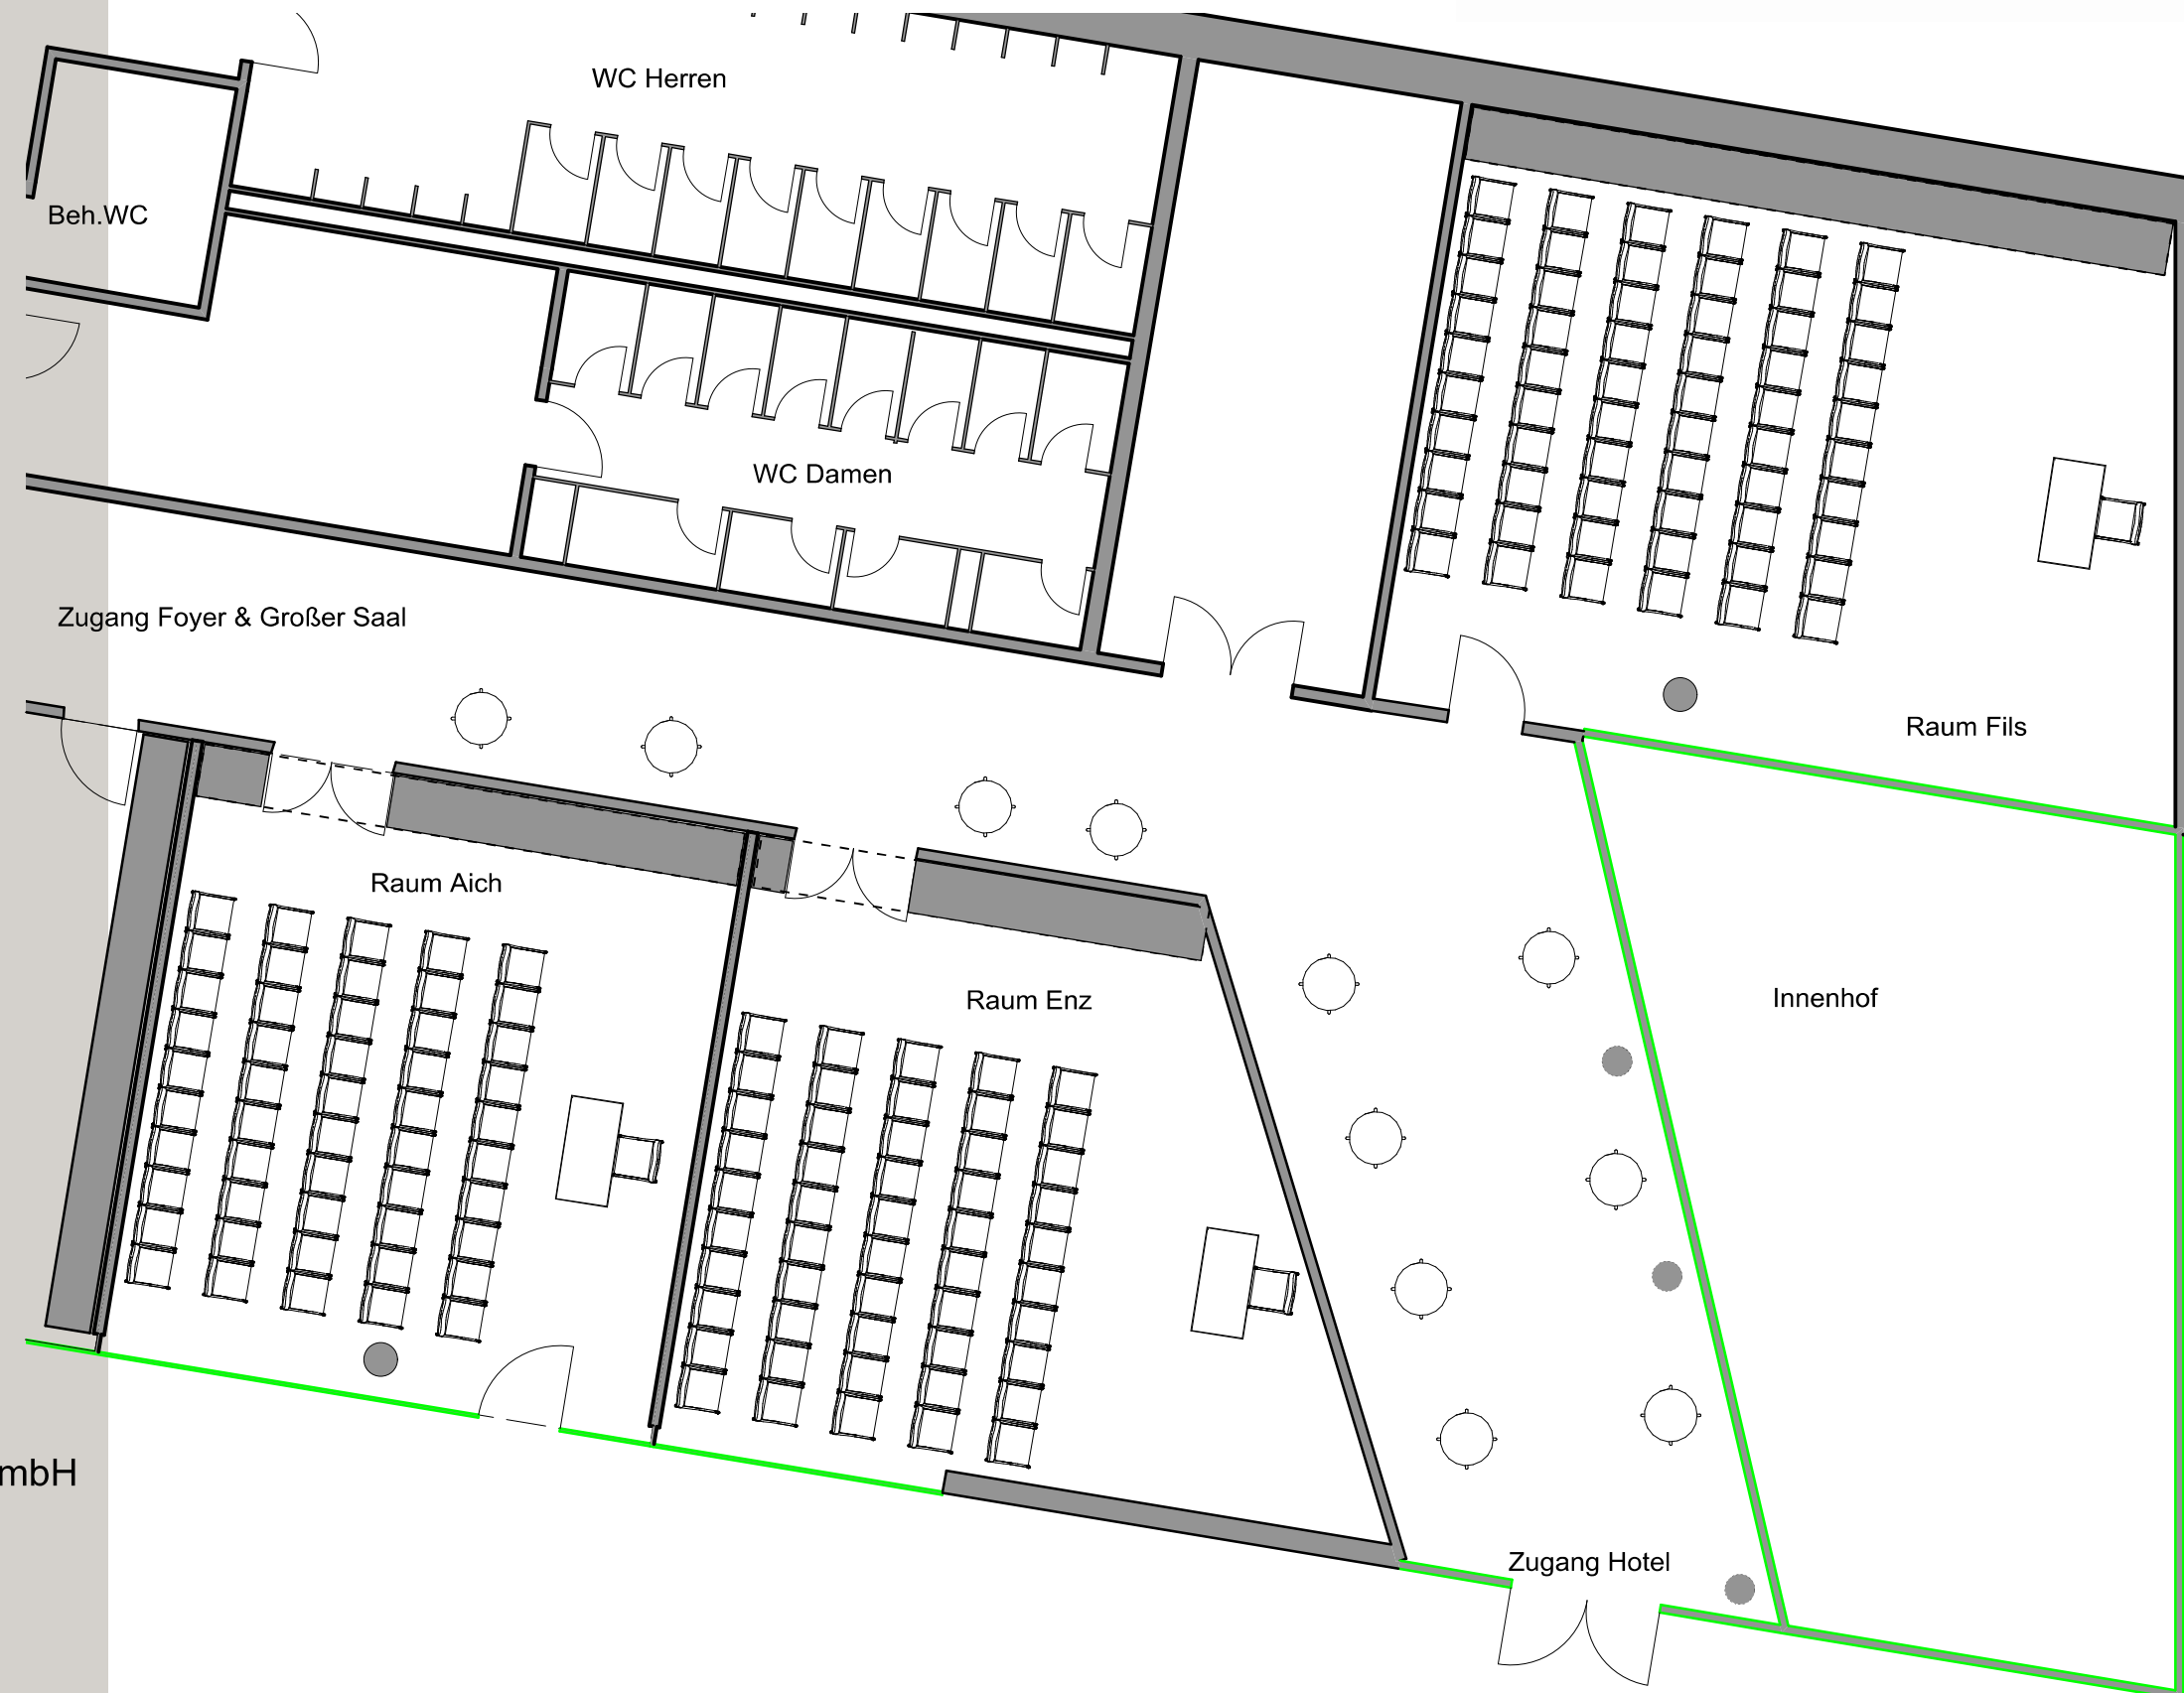 WC Herren
Beh.WC
WC Damen
Zugang Foyer & Großer Saal
Raum Fils
Raum Aich
Raum Enz
Innenhof
mbH
Zugang Hotel